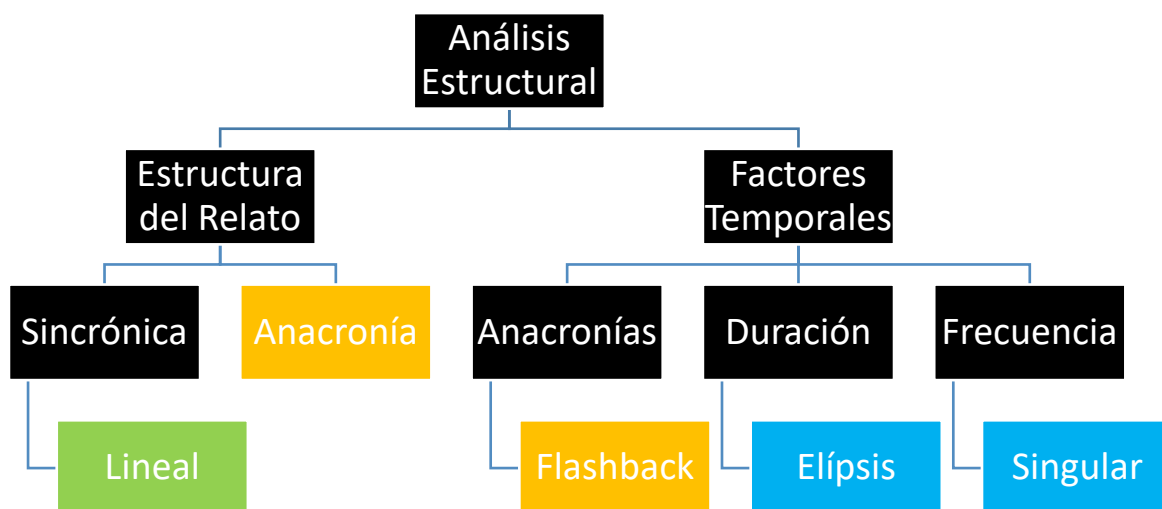 Análisis
Estructural
Estructura
del Relato
Factores
Temporales
Sincrónica
Anacronía
Anacronías
Duración
Frecuencia
Lineal
Flashback
Elípsis
Singular